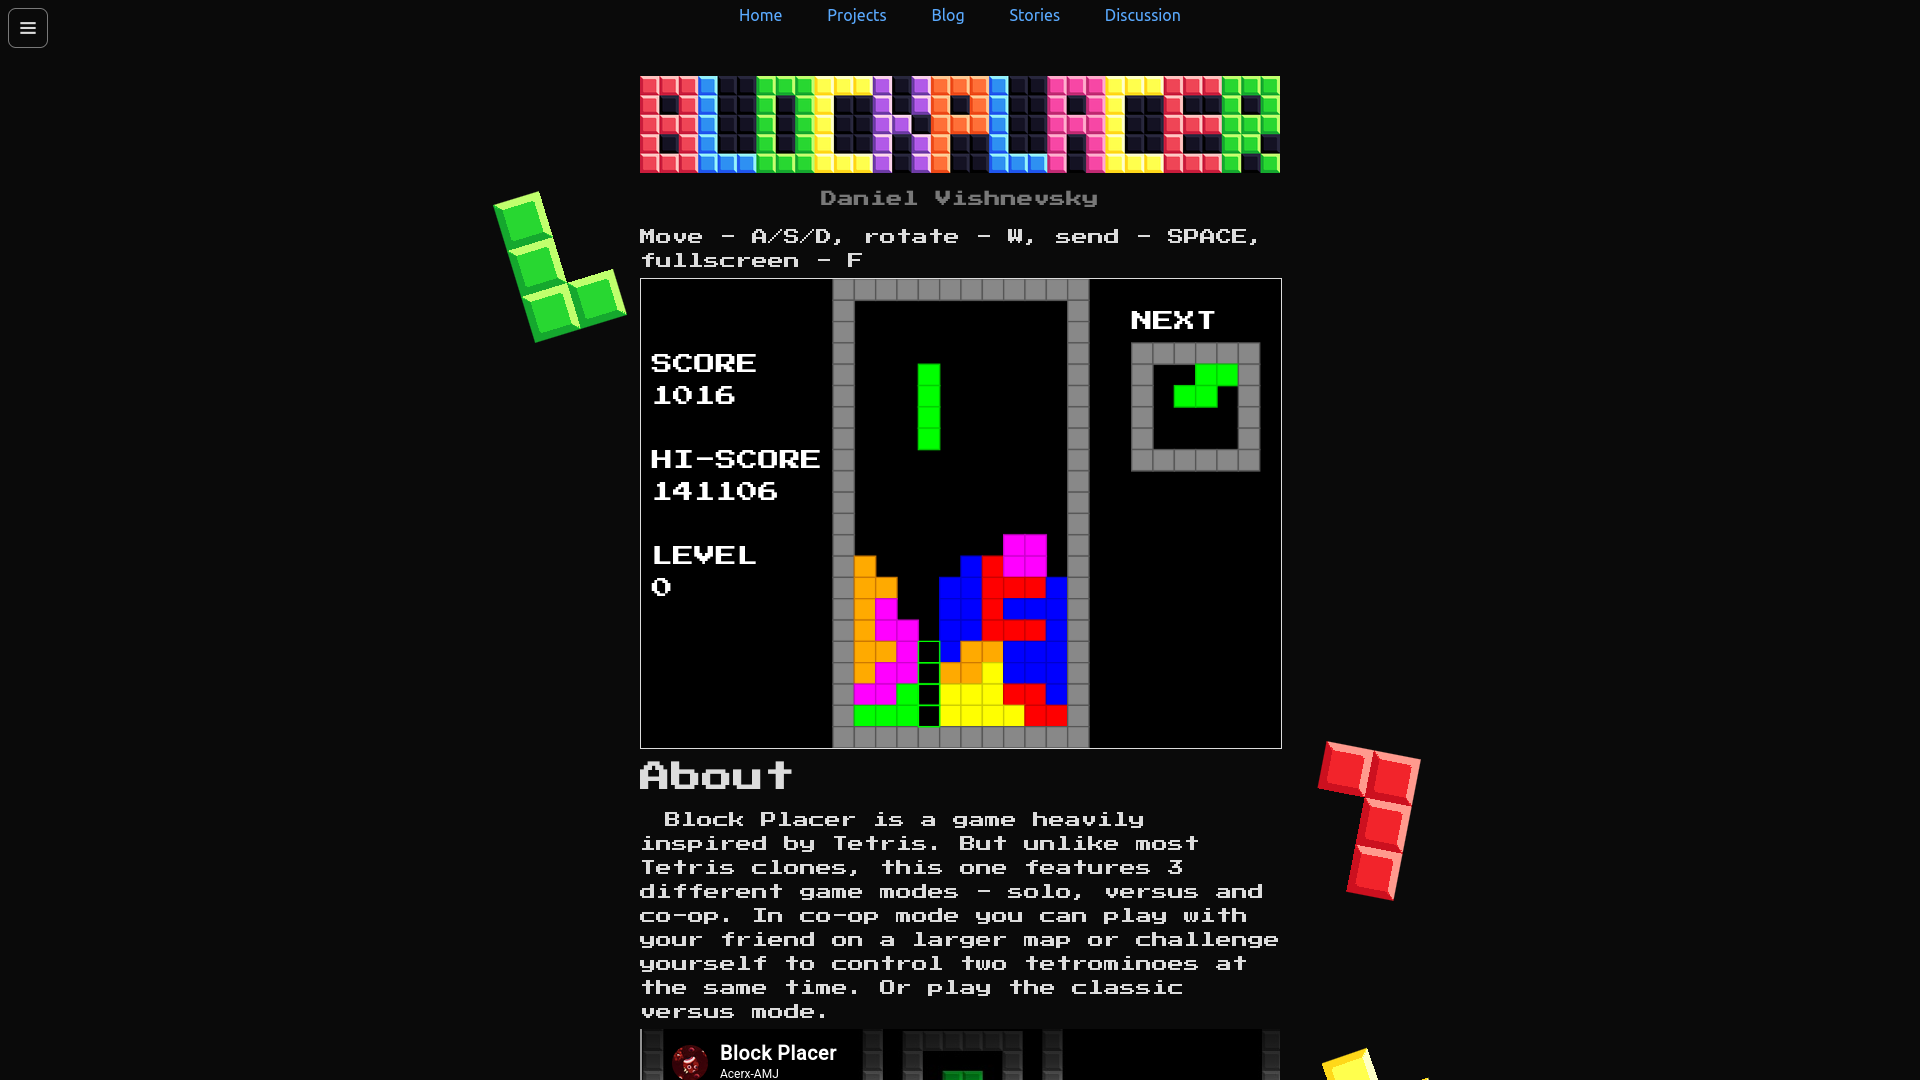 Home Projects Blog Stories Discussion
BLOCKPLACER
Daniel Vishnevsky
Move - A/S/D, rotate - W, send - SPACE,
fullscreen - F
NEXT
SCORE
1016
HI-SCORE
141106
LEVEL
0
About
Block Placer is a game heavily
inspired by Tetris. But unlike most
Tetris clones, this one features 3
different game modes - solo, versus and
co-op. In co-op mode you can play with
your friend on a larger map or challenge
yourself to control two tetrominoes at
the same time. Or play the classic
versus mode.
Block Placer
Acerx-AMJ